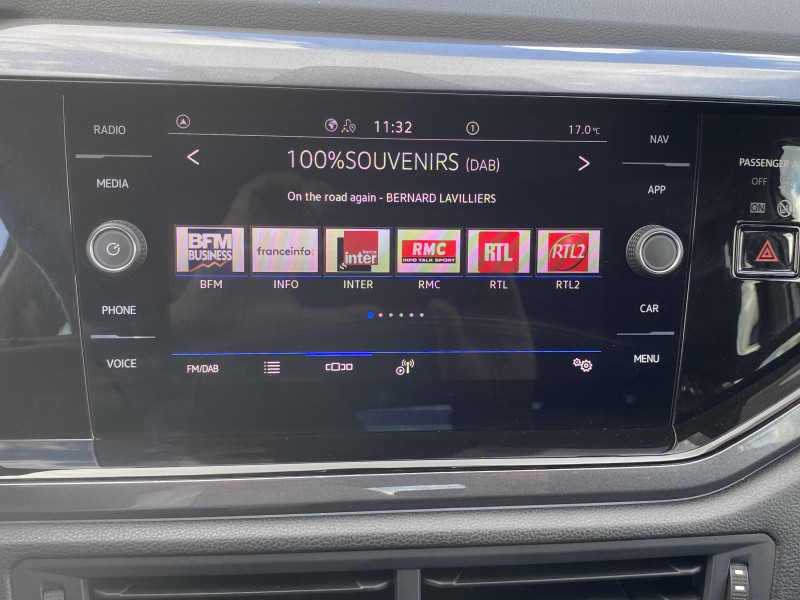 RADIO
MEDIA
PHONE
VOICE
1 11:32 17.0°C
100%SOUVENIRS (DAB)
On the road again - BERNARD LAVILLIERS
BFM BUSINESS
franceinfo:
france inter
RMC
INFO TALK SPORT
RTL
RTL2
BFM INFO INTER RMC RTL RTL2
FM/DAB
NAV
APP
CAR
MENU
PASSENGER A
OFF
ON